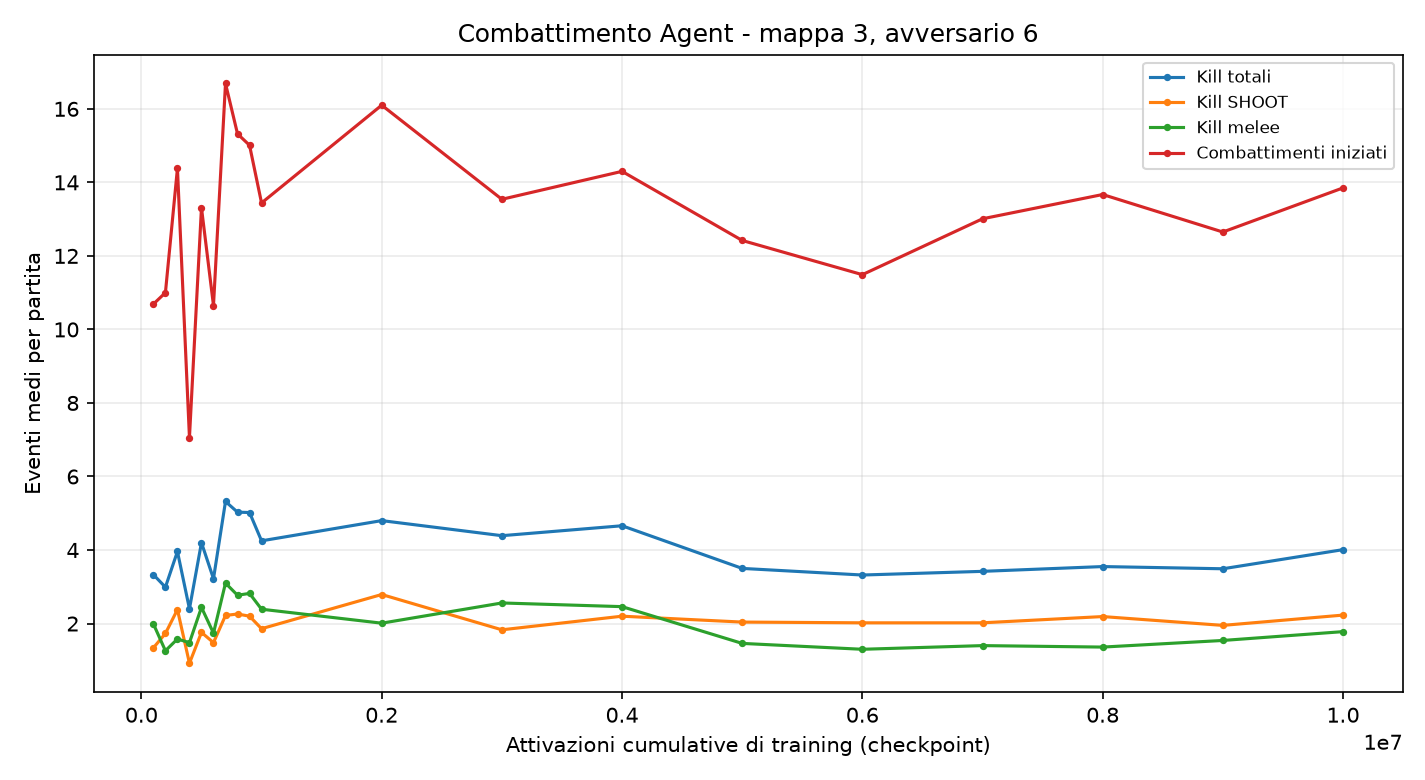 Combattimento Agent - mappa 3, avversario 6
Kill totali
Kill SHOOT
Kill melee
Combattimenti iniziati
Eventi medi per partita
16
14
12
10
8
6
4
2
0.0 0.2 0.4 0.6 0.8 1.0
1e7
Attivazioni cumulative di training (checkpoint)